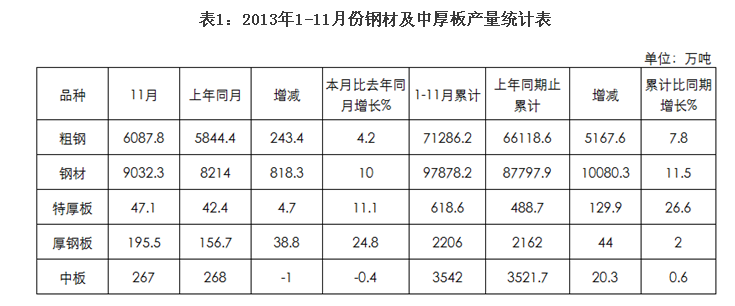 表1：2013年1-11月份钢材及中厚板产量统计表
单位：万吨
品种 11月 上年同月 增减 本月比去年同月增长% 1-11月累计 上年同期止累计 增减 累计比同期增长%
粗钢 6087.8 5844.4 243.4 4.2 71286.2 66118.6 5167.6 7.8
钢材 9032.3 8214 818.3 10 97878.2 87797.9 10080.3 11.5
特厚板 47.1 42.4 4.7 11.1 618.6 488.7 129.9 26.6
厚钢板 195.5 156.7 38.8 24.8 2206 2162 44 2
中板 267 268 -1 -0.4 3542 3521.7 20.3 0.6